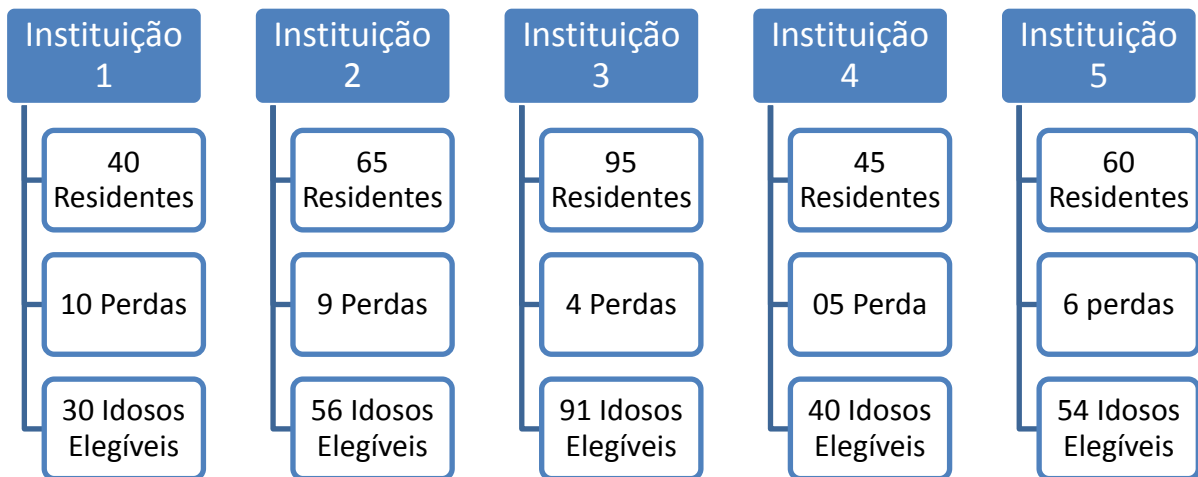 Instituição
1
40
Residentes
10 Perdas
30 Idosos
Elegíveis
Instituição
2
65
Residentes
9 Perdas
56 Idosos
Elegíveis
Instituição
3
95
Residentes
4 Perdas
91 Idosos
Elegíveis
Instituição
4
45
Residentes
05 Perda
40 Idosos
Elegíveis
Instituição
5
60
Residentes
6 perdas
54 Idosos
Elegíveis